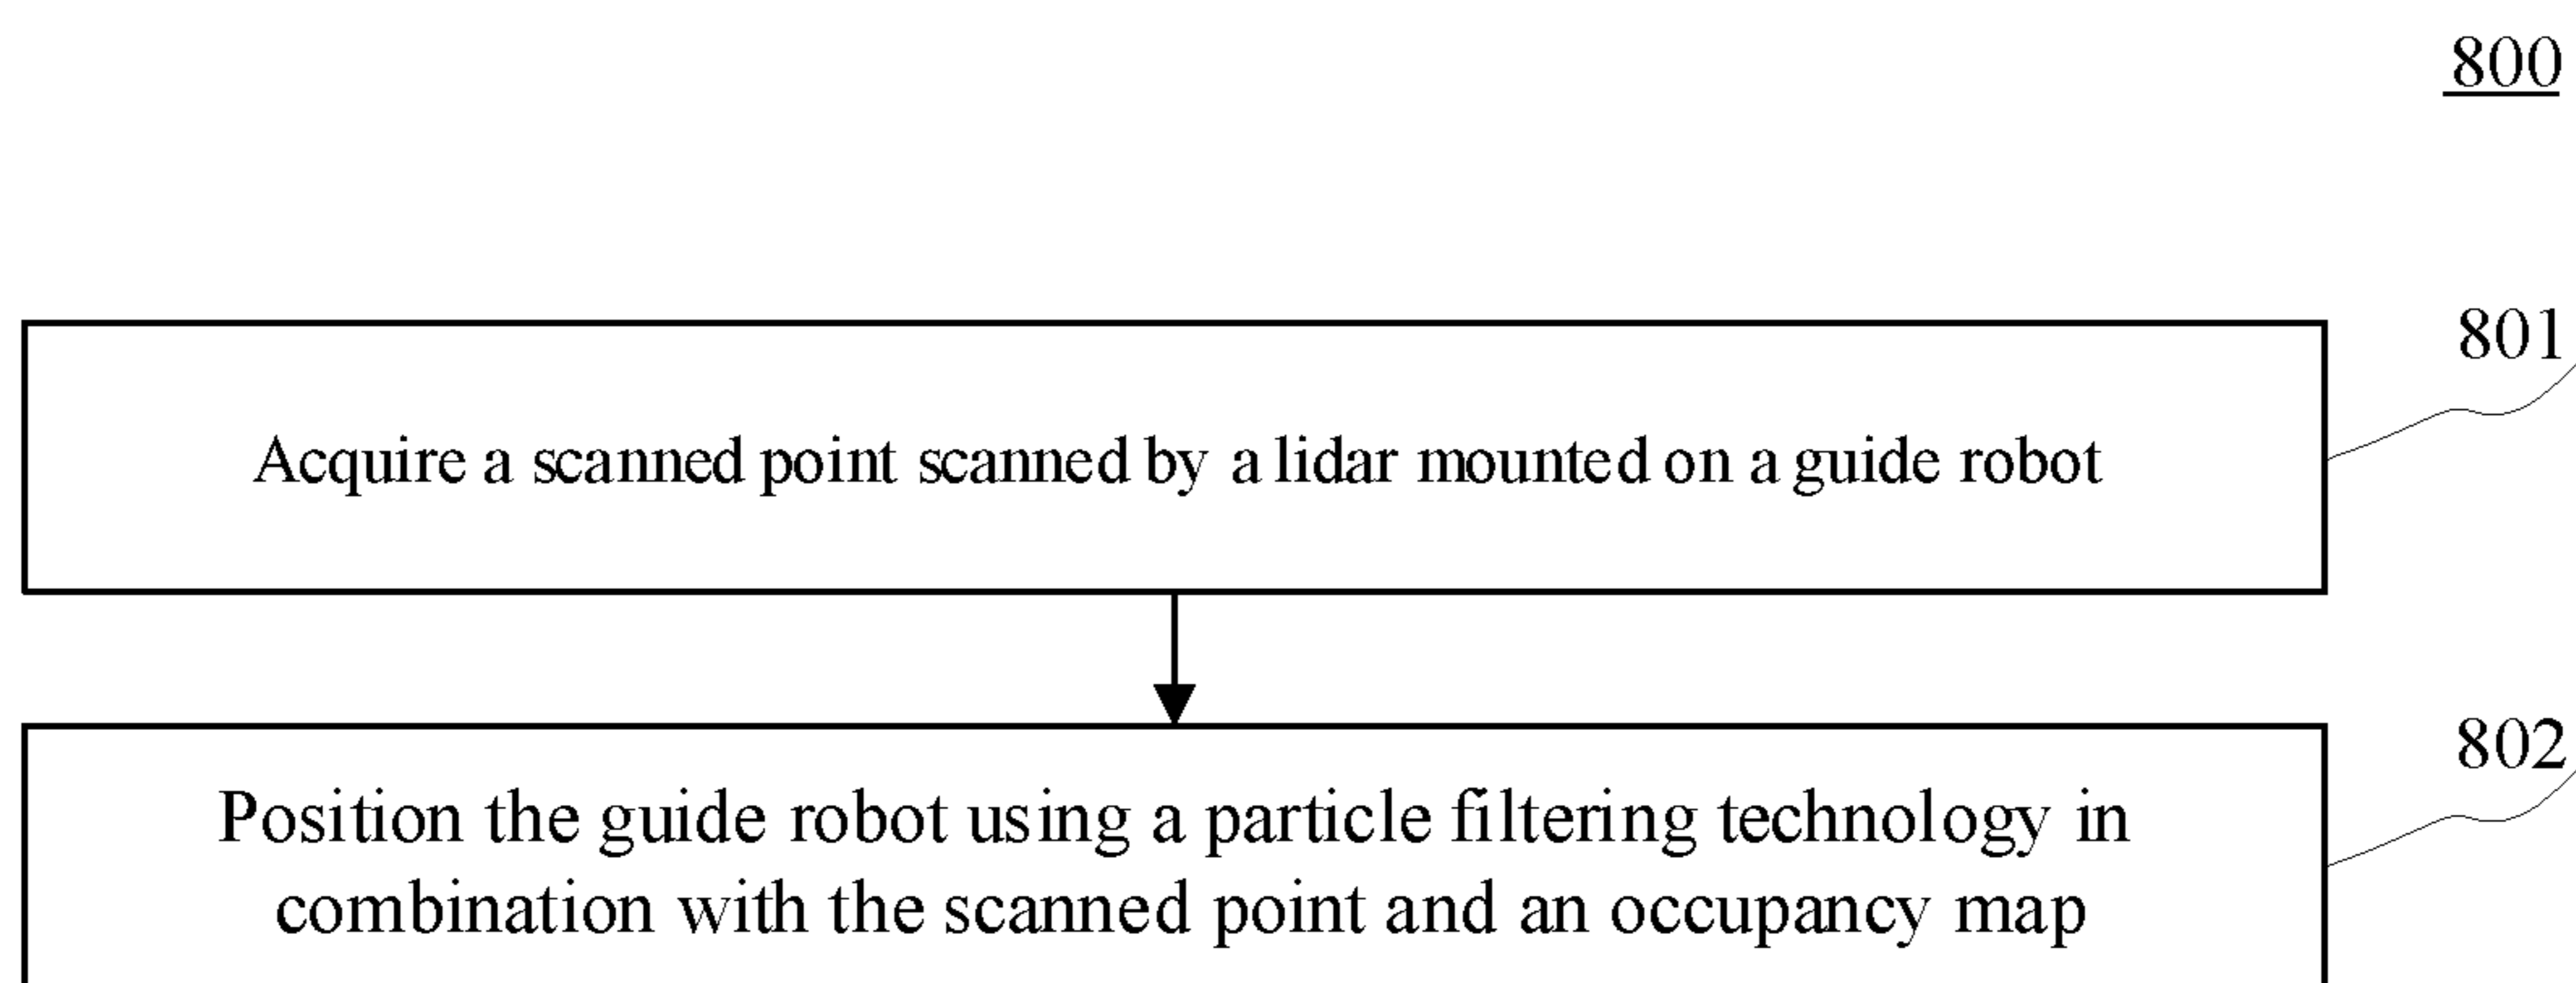 800
801
Acquire a scanned point scanned by a lidar mounted on a guide robot
802
Position the guide robot using a particle filtering technology in
combination with the scanned point and an occupancy map